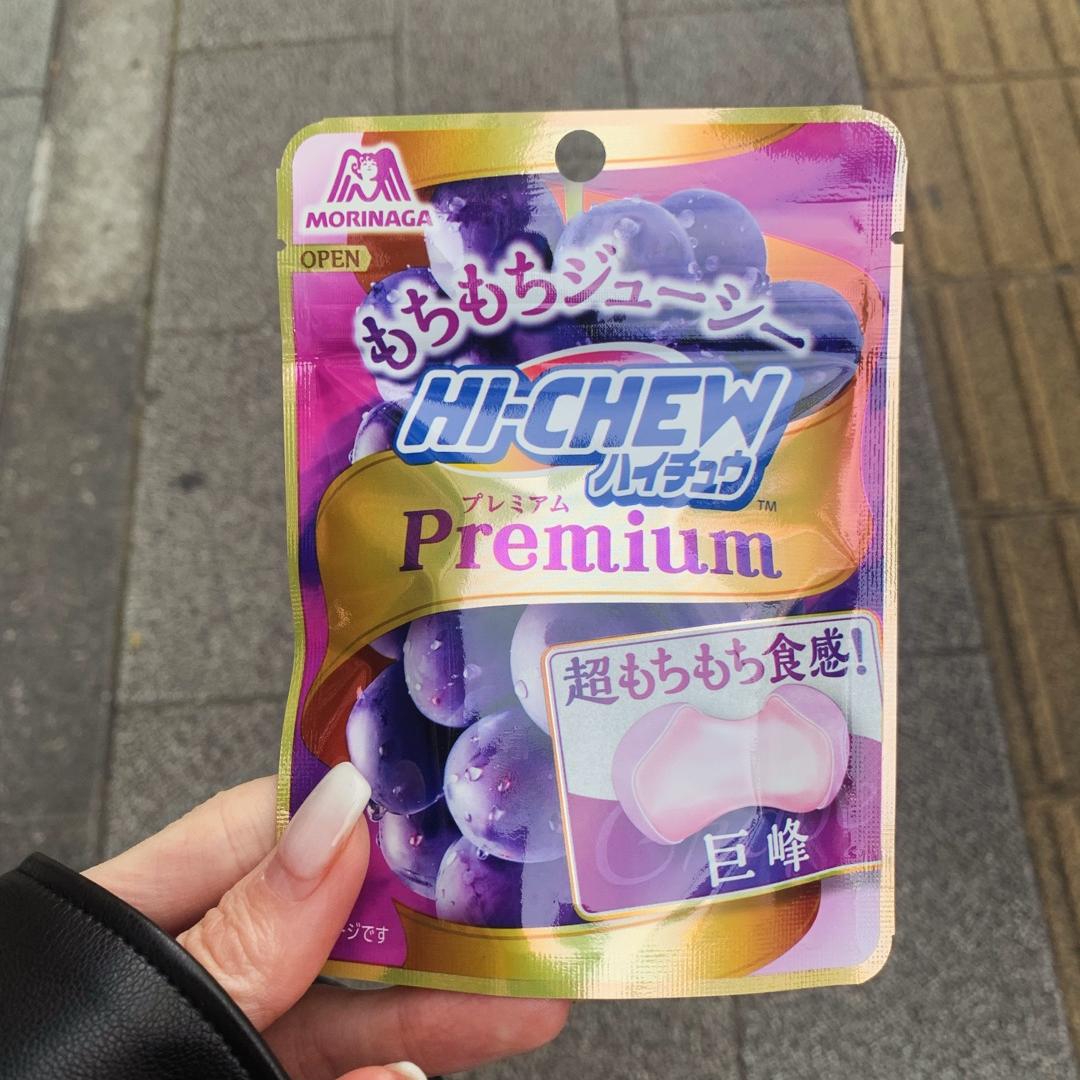 MORINAGA
OPEN
もちもちジューシー
HI-CHEW
ハイチュウ
TM
プレミアム
Premium
超もちもち食感!
巨峰
ジです